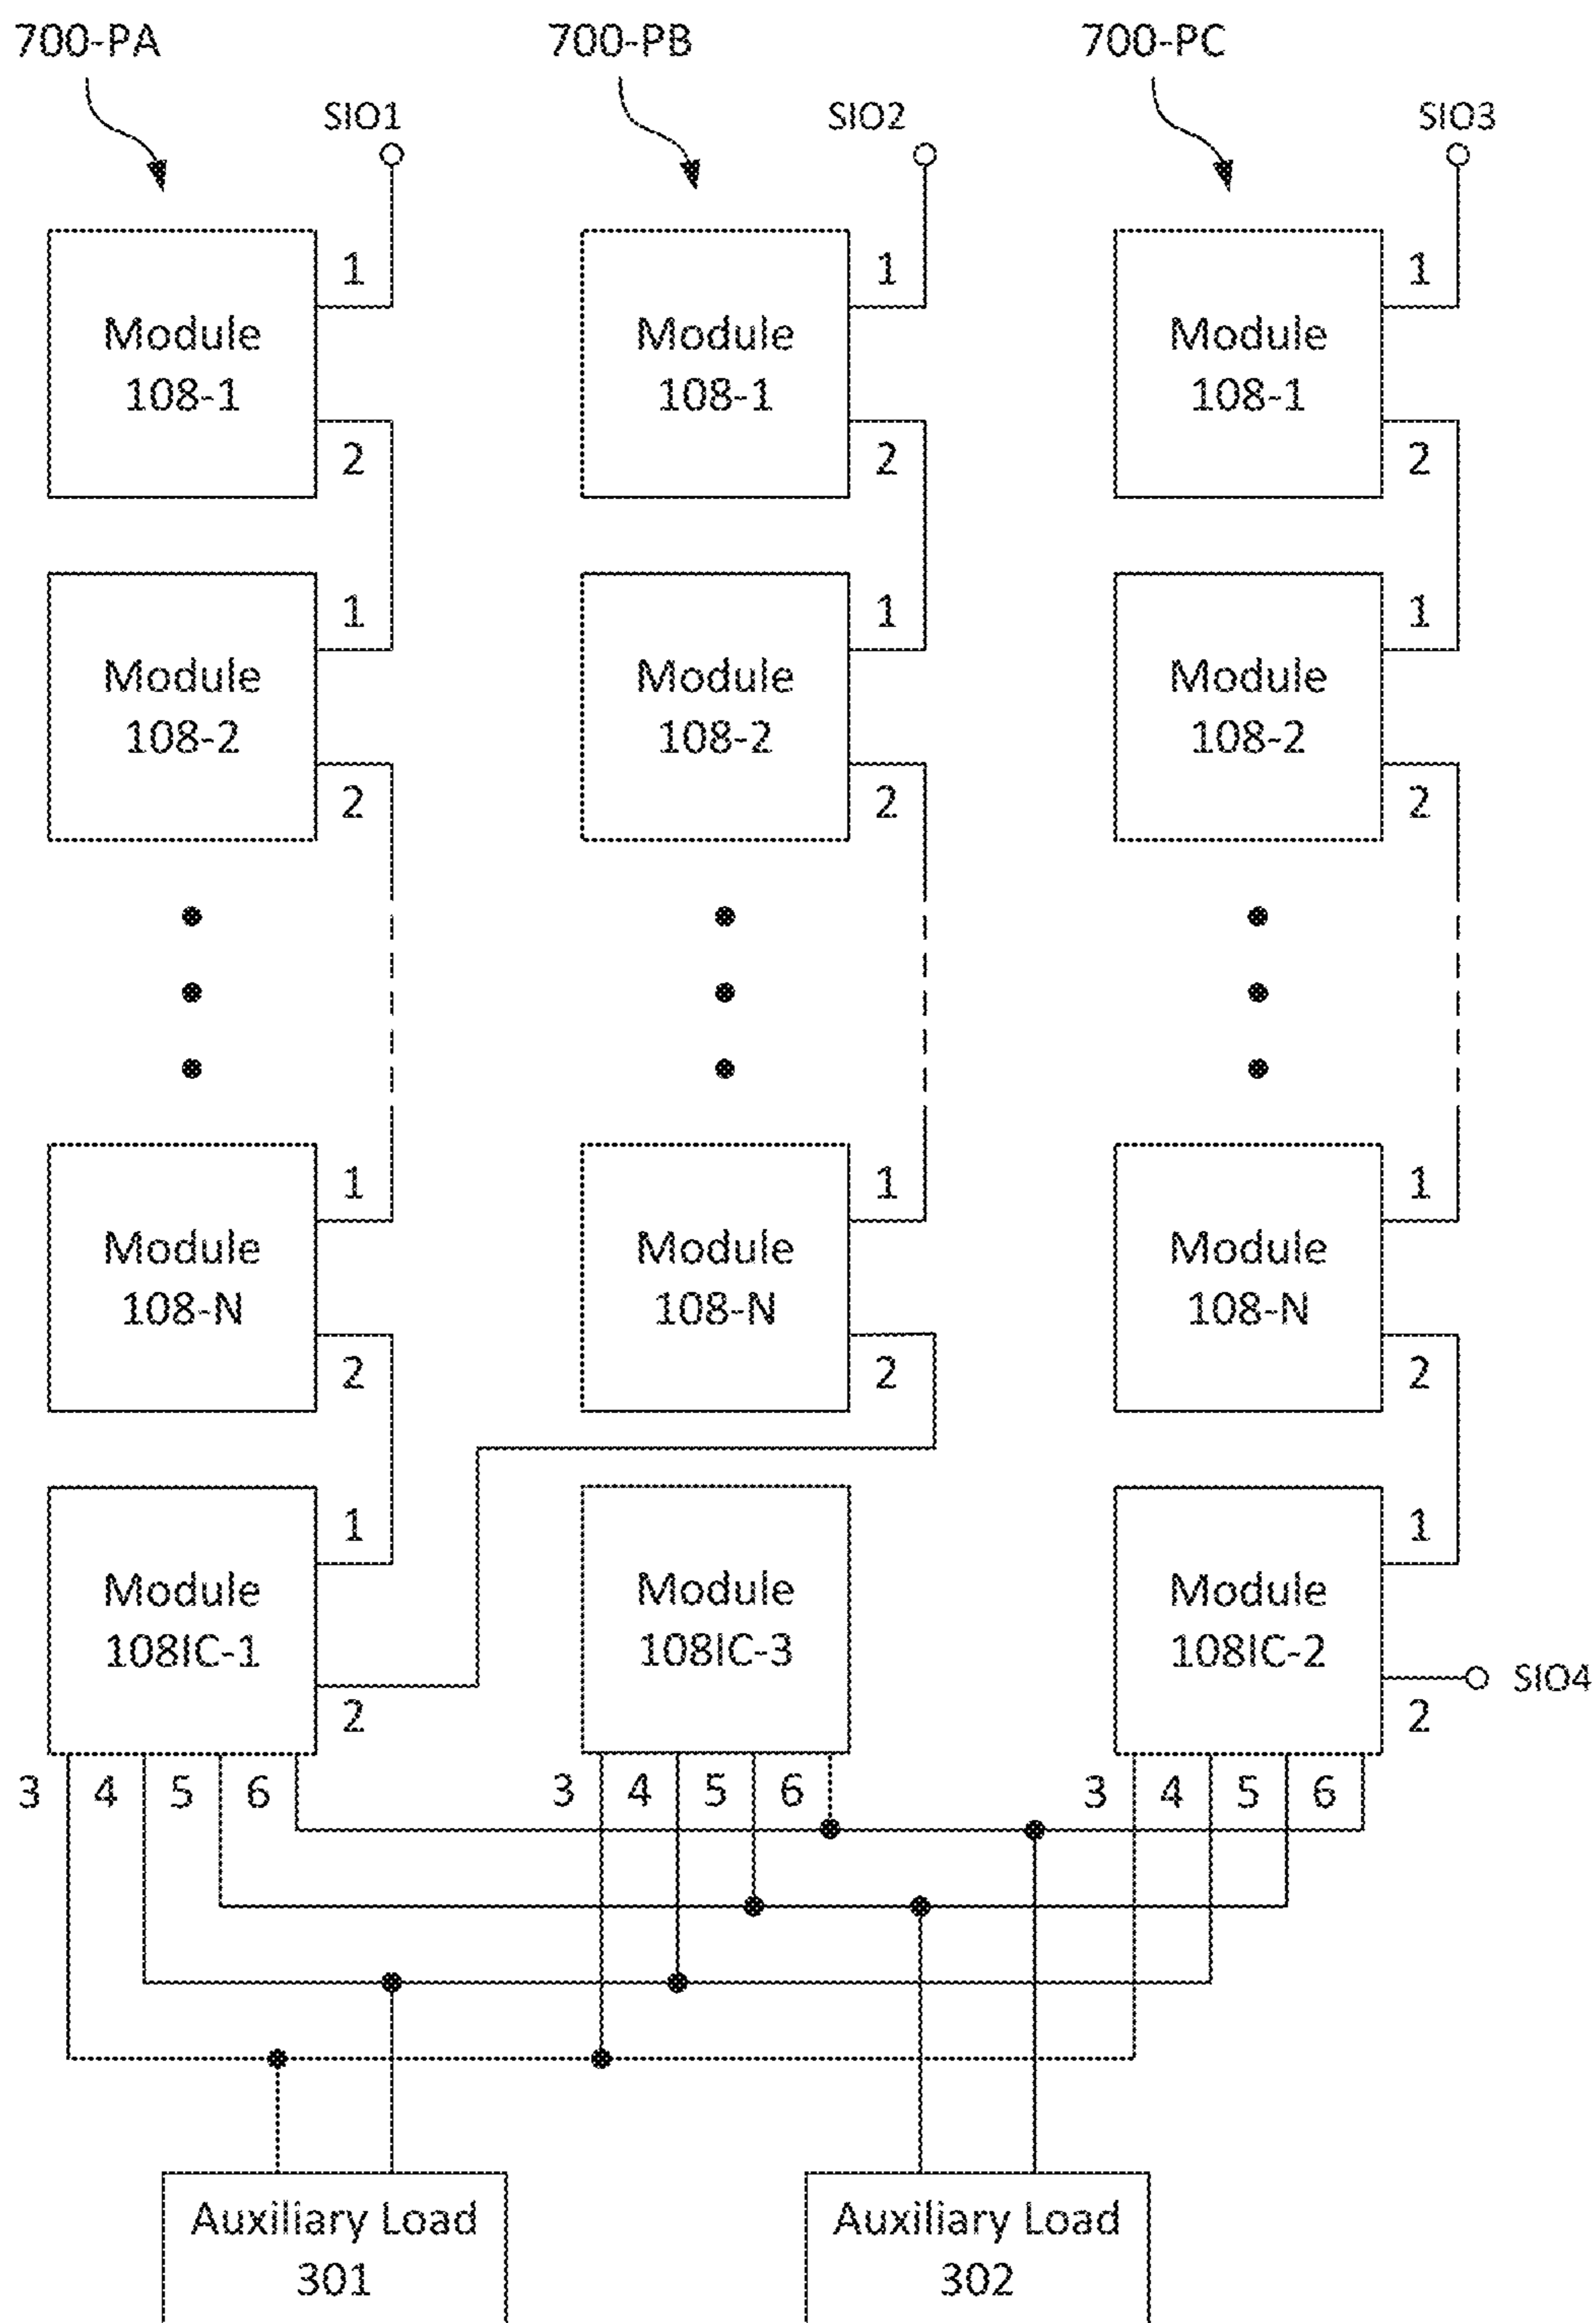 700-PA 700-PB 700-PC
SIO1 SIO2 SIO3
1 1 1
Module Module Module
108-1 108-1 108-1
2 2 2
1 1 1
Module Module Module
108-2 108-2 108-2
2 2 2
1 1 1
Module Module Module
108-N 108-N 108-N
2 2 2
1 1
Module Module Module
108IC-1 108IC-3 108IC-2
SIO4
2 2
3 4 5 6 3 4 5 6 3 4 5 6
Auxiliary Load Auxiliary Load
301 302